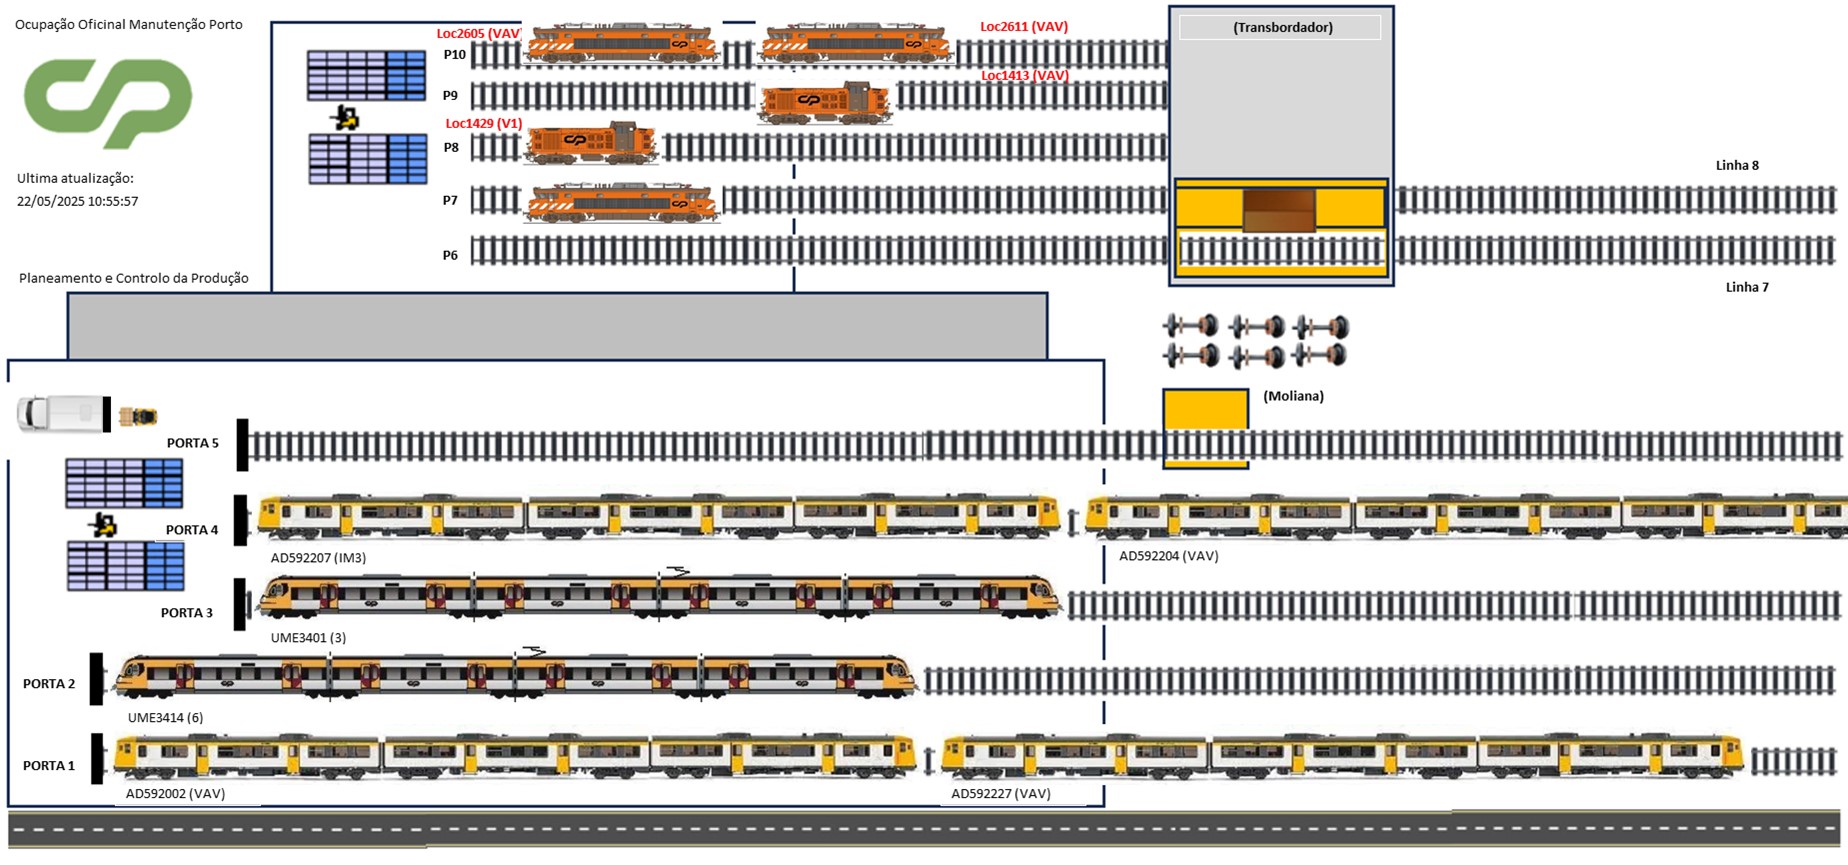 Ocupação Oficinal Manutenção Porto
Loc2605 (VAV)
Loc2611 (VAV)
(Transbordador)
P10
Loc1413 (VAV)
P9
Loc1429 (V1)
P8
Linha 8
Ultima atualização:
22/05/2025 10:55:57
P7
P6
Planeamento e Controlo da Produção
Linha 7
(Moliana)
PORTA 5
PORTA 4
AD592207 (IM3)
AD592204 (VAV)
PORTA 3
UME3401 (3)
PORTA 2
UME3414 (6)
PORTA 1
AD592002 (VAV)
AD592227 (VAV)